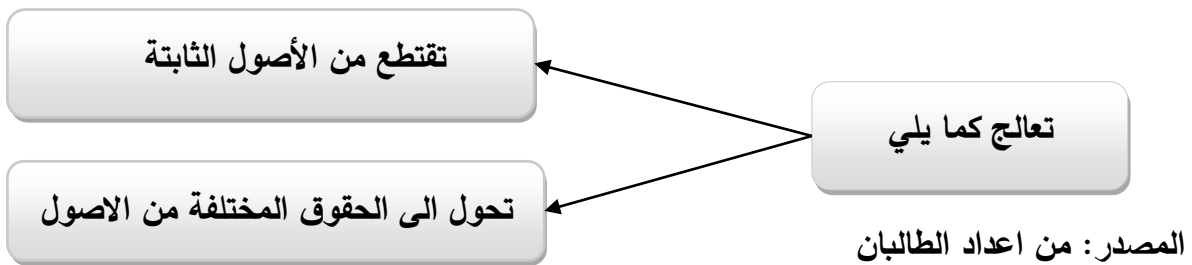 تقتطع من الأصول الثابتة
تعالج كما يلي
تحول الى الحقوق المختلفة من الاصول
المصدر: من اعداد الطالبان